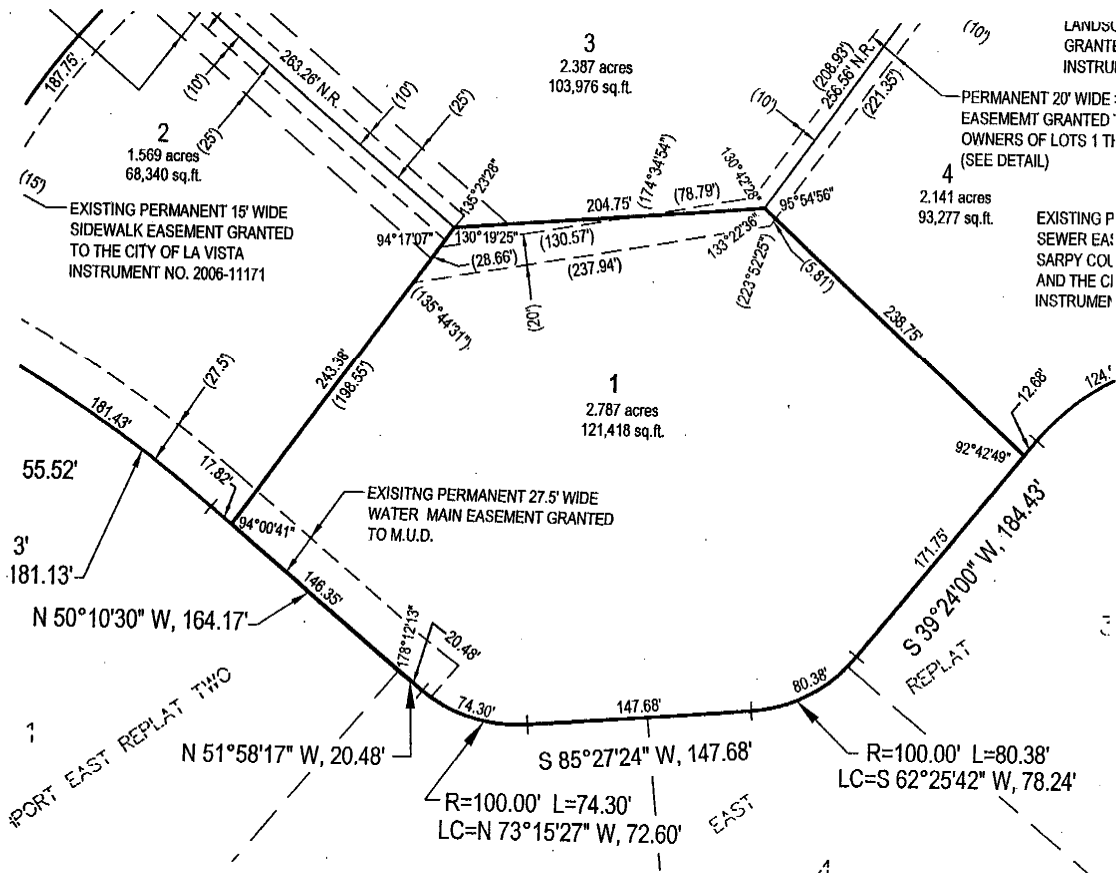 187.75'
263.26' N.R.
(10')
(10')
(25')
(25')
2
1.569 acres
68,340 sq.ft.
3
2.387 acres
103,976 sq.ft.
(208.93')
256.56' N.R.
(221.35')
(10')
(10')
GRANTE
INSTRU
PERMANENT 20' WIDE
EASEMEMT GRANTED
OWNERS OF LOTS 1 TH
(SEE DETAIL)
4
2.141 acres
93,277 sq.ft.
(15')
EXISTING PERMANENT 15' WIDE
SIDEWALK EASEMENT GRANTED
TO THE CITY OF LA VISTA
INSTRUMENT NO. 2006-11171
EXISTING P
SEWER EAS
SARPY COU
AND THE CI
INSTRUMEN
135°23'28"
94°17'07"
130°19'25"
204.75'
(174°34'54")
(78.79')
130°42'28"
95°54'56"
(28.66')
(130.57')
(237.94')
133°22'36"
(223°52'25")
(5.81')
(135°44'31")
(20')
238.75'
243.38'
(198.55')
(27.5')
1
2.787 acres
121,418 sq.ft.
12.68'
124.
92°42'49"
181.43'
55.52'
17.82'
94°00'41"
EXISITNG PERMANENT 27.5' WIDE
WATER MAIN EASEMENT GRANTED
TO M.U.D.
3'
181.13'
146.35'
N 50°10'30" W, 164.17'
178°12'13"
20.48'
171.75'
S 39°24'00" W, 184.43'
REPLAT
80.38'
74.30'
147.68'
1
PORT EAST REPLAT TWO
N 51°58'17" W, 20.48'
S 85°27'24" W, 147.68'
R=100.00' L=80.38'
LC=S 62°25'42" W, 78.24'
R=100.00' L=74.30'
LC=N 73°15'27" W, 72.60'
EAST
4